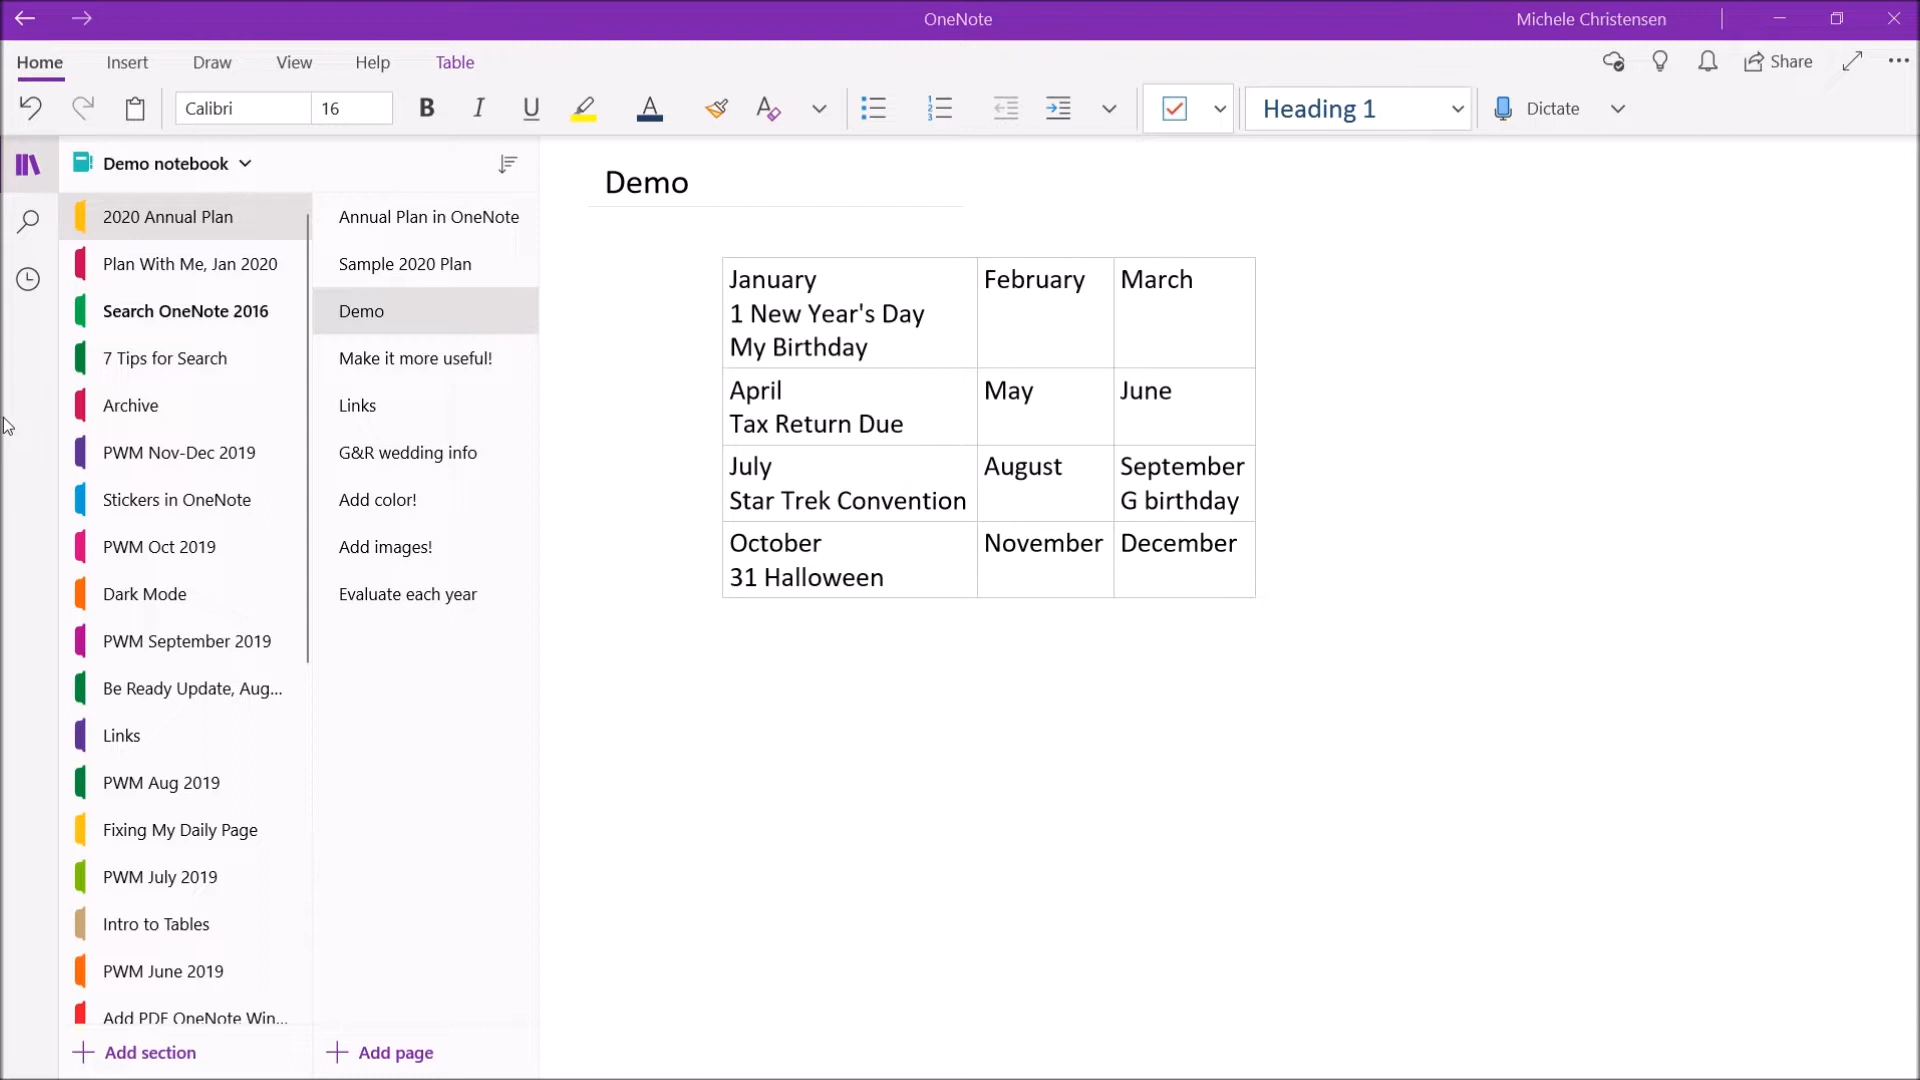 OneNote
Michele Christensen
Home Insert Draw View Help Table
Share
Calibri 16 B I U A Heading 1 Dictate
Demo notebook
2020 Annual Plan
Plan With Me, Jan 2020
Search OneNote 2016
7 Tips for Search
Archive
PWM Nov-Dec 2019
Stickers in OneNote
PWM Oct 2019
Dark Mode
PWM September 2019
Be Ready Update, Aug...
Links
PWM Aug 2019
Fixing My Daily Page
PWM July 2019
Intro to Tables
PWM June 2019
Add PDF OneNote Win...
Add section
Annual Plan in OneNote
Sample 2020 Plan
Demo
Make it more useful!
Links
G&R wedding info
Add color!
Add images!
Evaluate each year
Add page
Demo
January
1 New Year's Day
My Birthday
February
March
April
Tax Return Due
May
June
July
Star Trek Convention
August
September
G birthday
October
31 Halloween
November
December